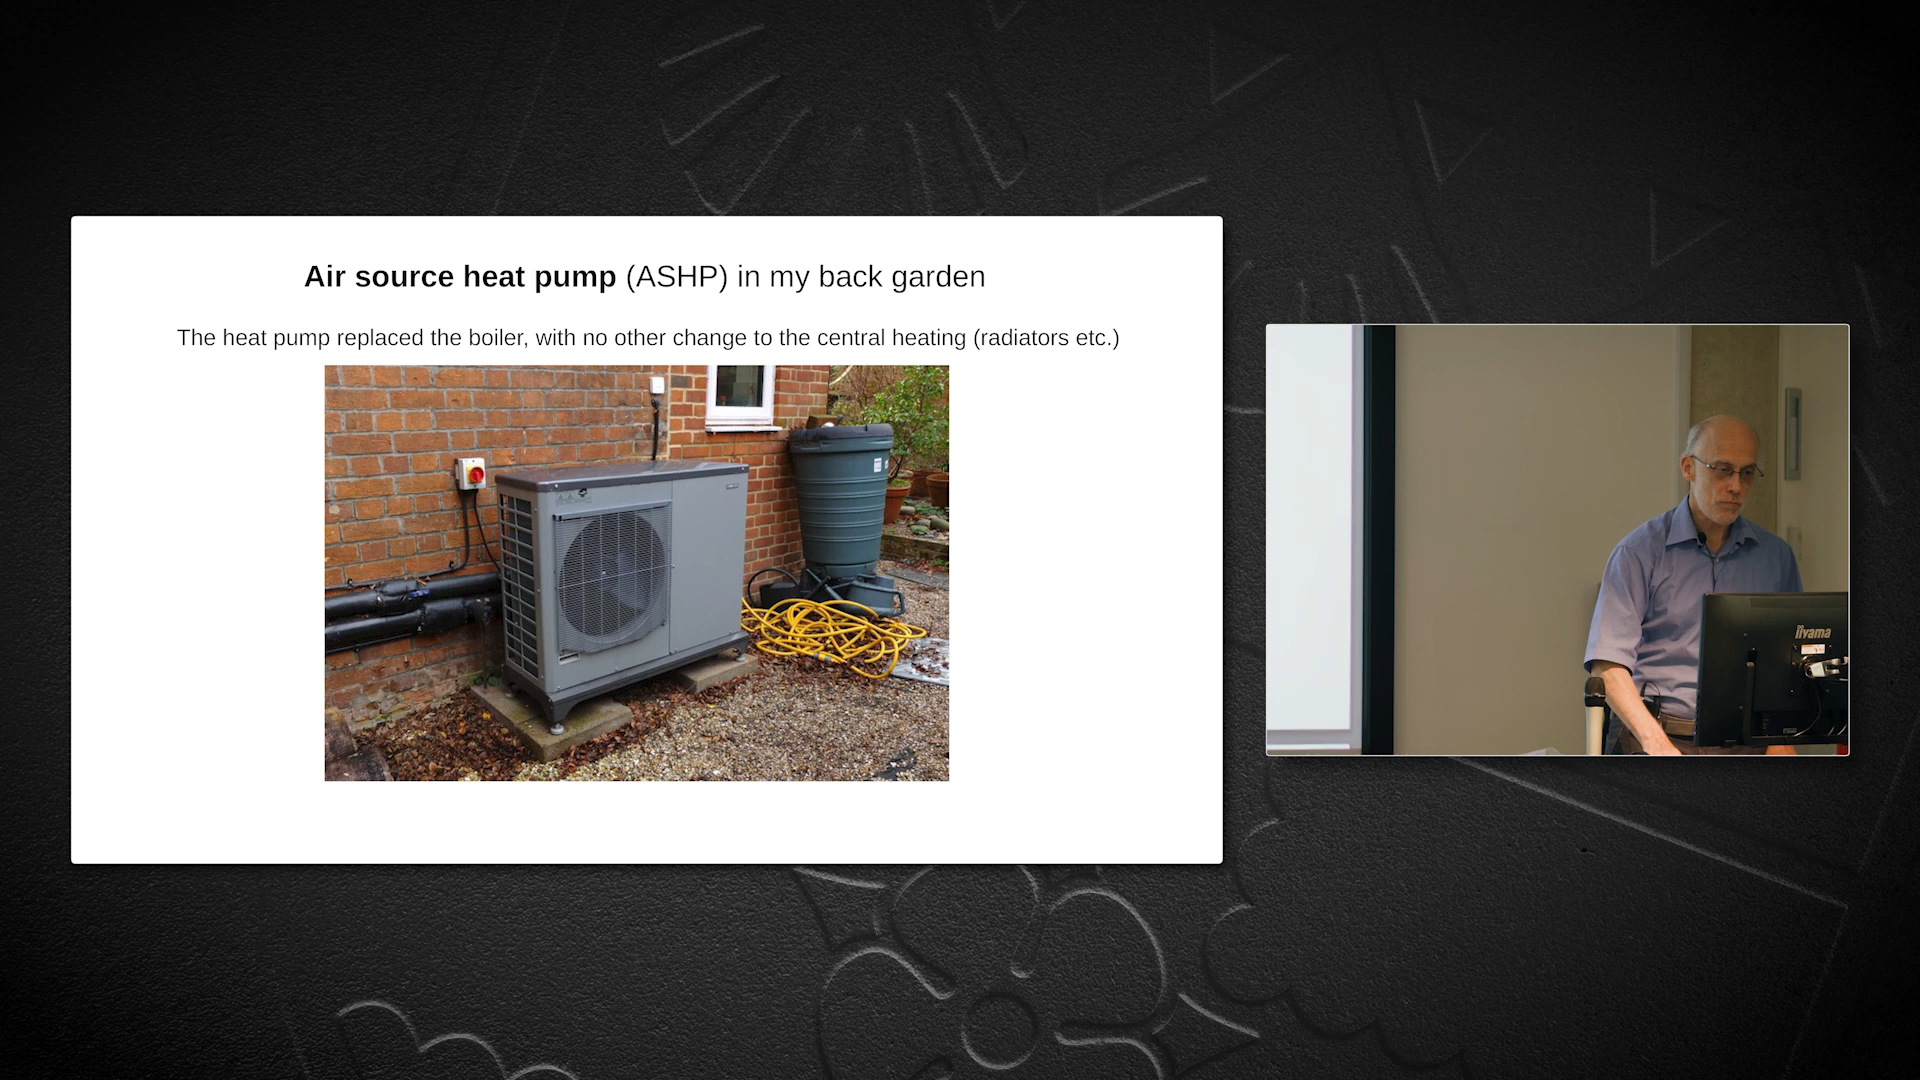 Air source heat pump (ASHP) in my back garden
The heat pump replaced the boiler, with no other change to the central heating (radiators etc.)
iiyama